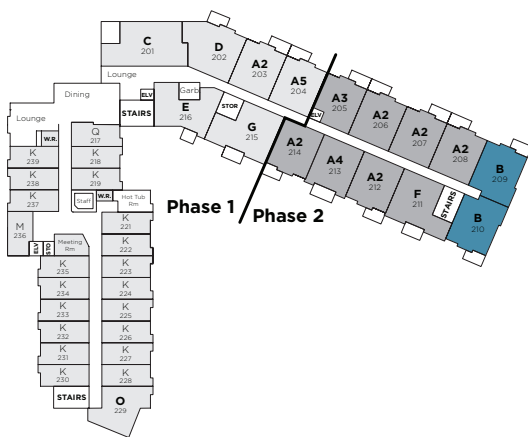 C
201
D
202
A2
203
A5
204
Lounge
ELV
Garb
STAIRS
E
216
STOR
G
215
ELV
A3
205
A2
206
A2
207
A2
208
B
209
A2
214
A4
213
A2
212
F
211
STAIRS
B
210
Phase 1
Phase 2
Dining
Lounge
W.R.
Q
217
K
239
K
218
K
238
K
219
K
237
Staff
W.R.
Hot Tub
Rm
M
236
ELV
STO
Meeting
Rm
K
221
K
222
K
235
K
223
K
234
K
224
K
233
K
225
K
232
K
226
K
231
K
227
K
230
K
228
STAIRS
O
229